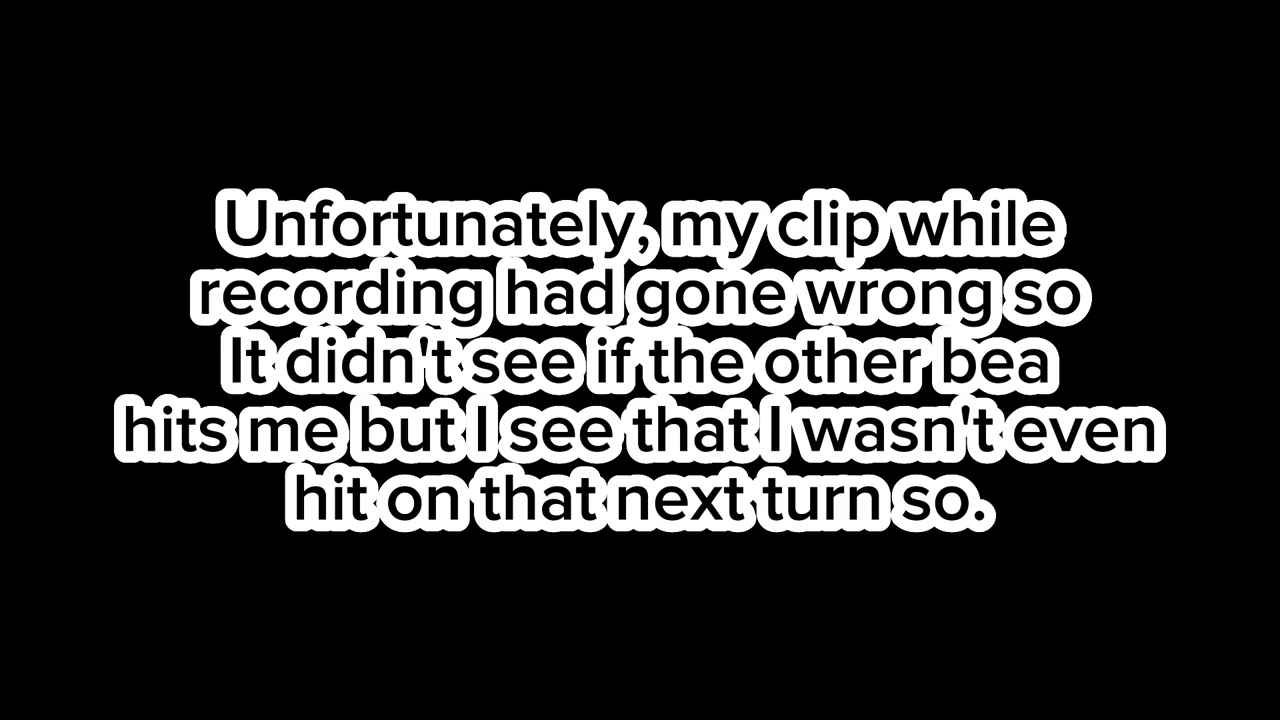 Unfortunately, my clip while
recording had gone wrong so
It didn't see if the other bea
hits me but I see that I wasn't even
hit on that next turn so.